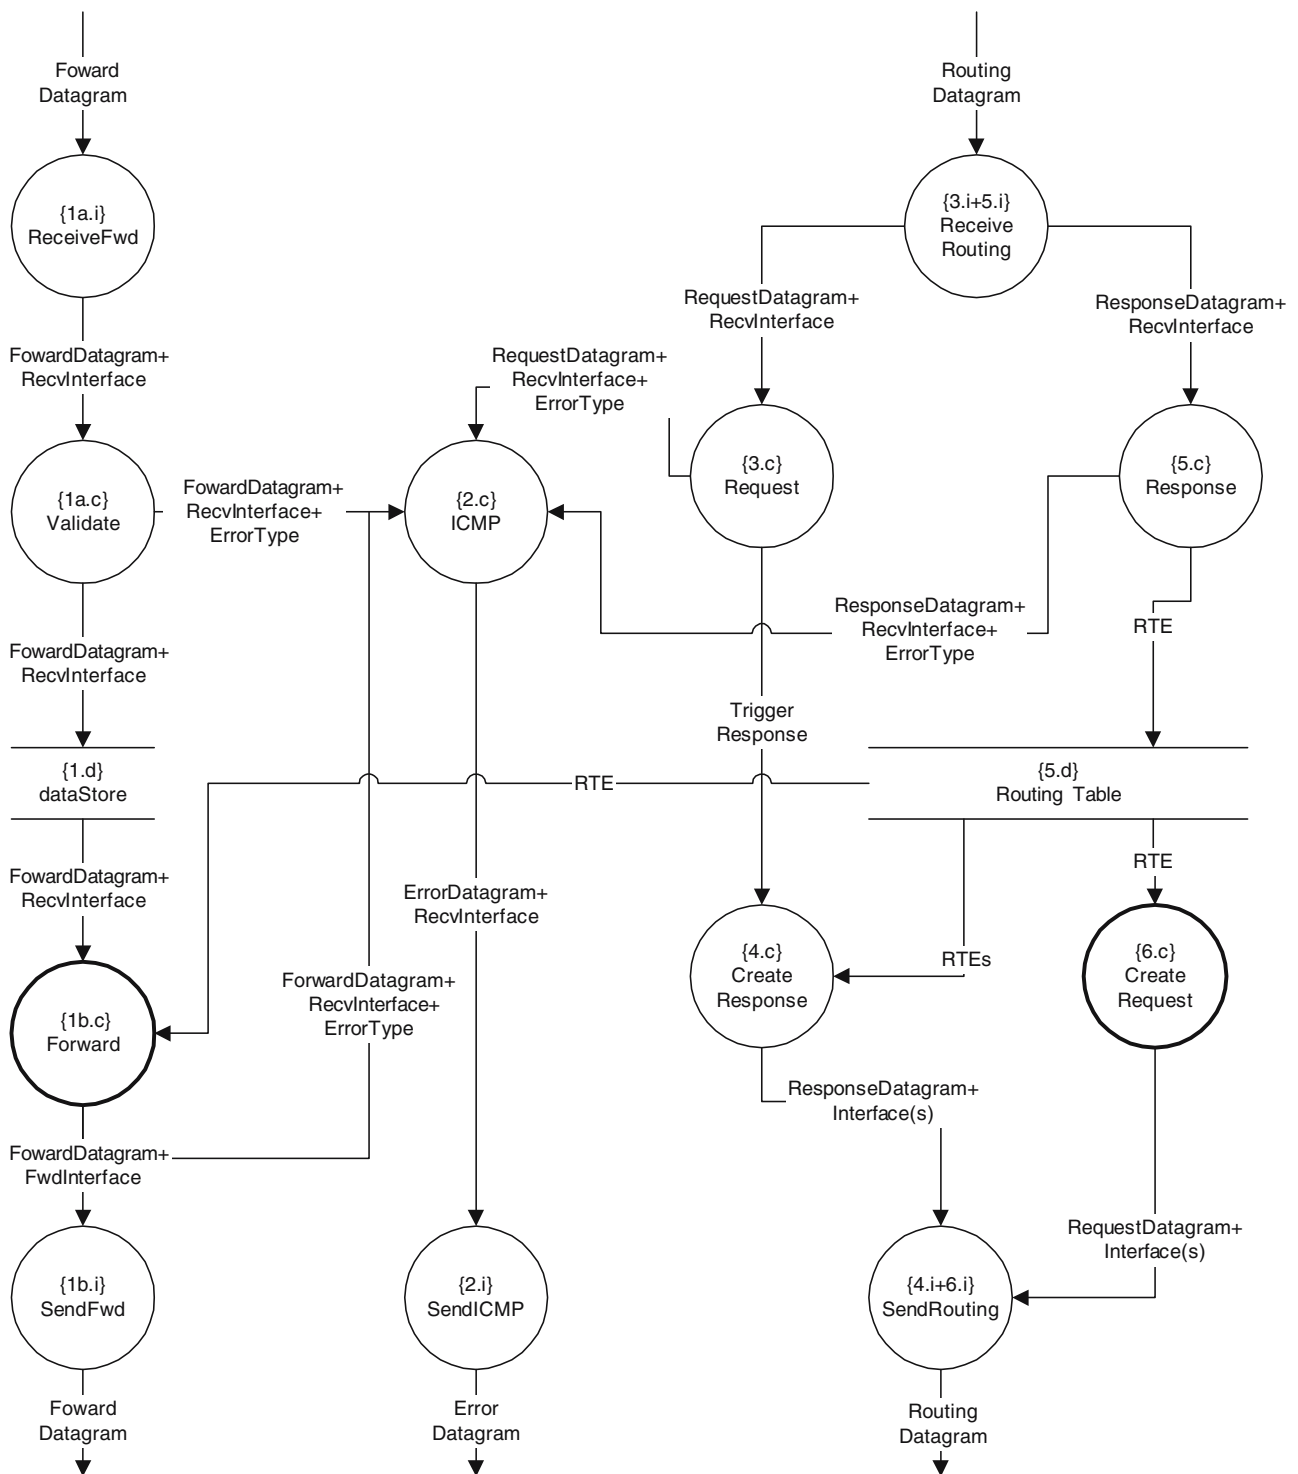 Foward
Datagram
Routing
Datagram
{1a.i}
ReceiveFwd
{3.i+5.i}
Receive
Routing
RequestDatagram+
RecvInterface
ResponseDatagram+
RecvInterface
FowardDatagram+
RecvInterface
RequestDatagram+
RecvInterface+
ErrorType
{1a.c}
Validate
FowardDatagram+
RecvInterface+
ErrorType
{2.c}
ICMP
{3.c}
Request
{5.c}
Response
ResponseDatagram+
RecvInterface+
ErrorType
RTE
FowardDatagram+
RecvInterface
Trigger
Response
{1.d}
dataStore
RTE
{5.d}
Routing Table
FowardDatagram+
RecvInterface
ErrorDatagram+
RecvInterface
RTE
{4.c}
Create
Response
RTEs
{6.c}
Create
Request
ForwardDatagram+
RecvInterface+
ErrorType
{1b.c}
Forward
ResponseDatagram+
Interface(s)
FowardDatagram+
FwdInterface
RequestDatagram+
Interface(s)
{1b.i}
SendFwd
{2.i}
SendICMP
{4.i+6.i}
SendRouting
Foward
Datagram
Error
Datagram
Routing
Datagram